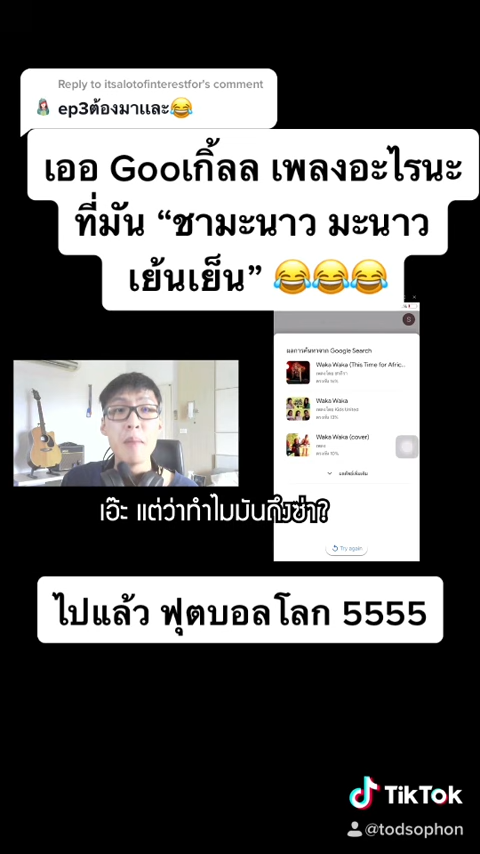 Reply to itsalotofinterestfor's comment
ep3ต้องมาและ😂
เออ Gooเกิ้ลล เพลงอะไรนะ
ที่มัน “ชามะนาว มะนาว
เย้นเย็น” 😂😂😂
S
ผลการค้นหาจาก Google Search
Waka Waka (This Time for Afric...
Waka Waka
Waka Waka (cover)
Try again
เอ๊ะ แต่ว่าทำไมมันถึงซ่า?
ไปแล้ว ฟุตบอลโลก 5555
TikTok
@todsophon